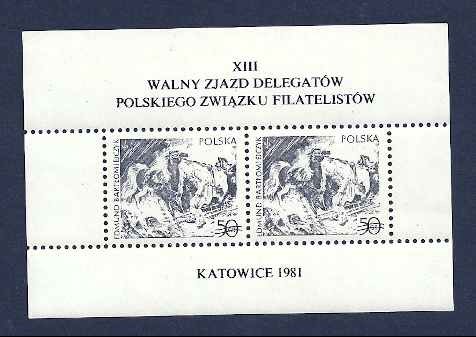 XIII
WALNY ZJAZD DELEGATÓW
POLSKIEGO ZWIĄZKU FILATELISTÓW
POLSKA
EDMUND BARTŁOMIEJCZYK
50
POLSKA
EDMUND BARTŁOMIEJCZYK
50
KATOWICE 1981